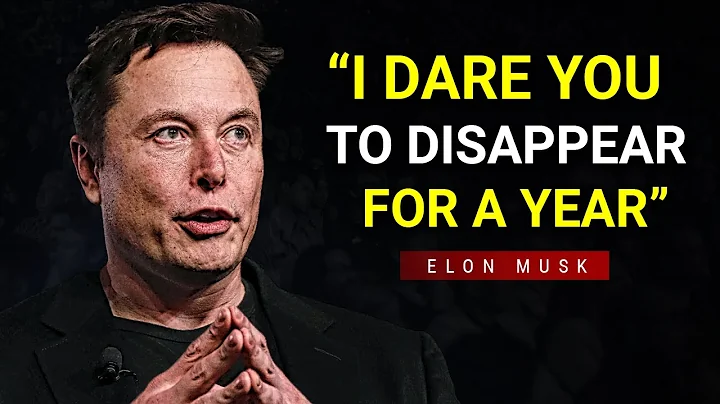 “I DARE YOU
TO DISAPPEAR
FOR A YEAR”
ELON MUSK